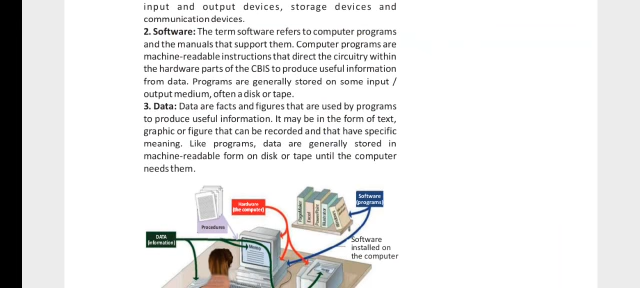 input and output devices, storage devices and
communication devices.
2. Software: The term software refers to computer programs
and the manuals that support them. Computer programs are
machine-readable instructions that direct the circuitry within
the hardware parts of the CBIS to produce useful information
from data. Programs are generally stored on some input /
output medium, often a disk or tape.
3. Data: Data are facts and figures that are used by programs
to produce useful information. It may be in the form of text,
graphic or figure that can be recorded and that have specific
meaning. Like programs, data are generally stored in
machine-readable form on disk or tape until the computer
needs them.
Hardware
(the computer)
Software
(programs)
Procedures
DATA
(information)
Software
installed on
the computer